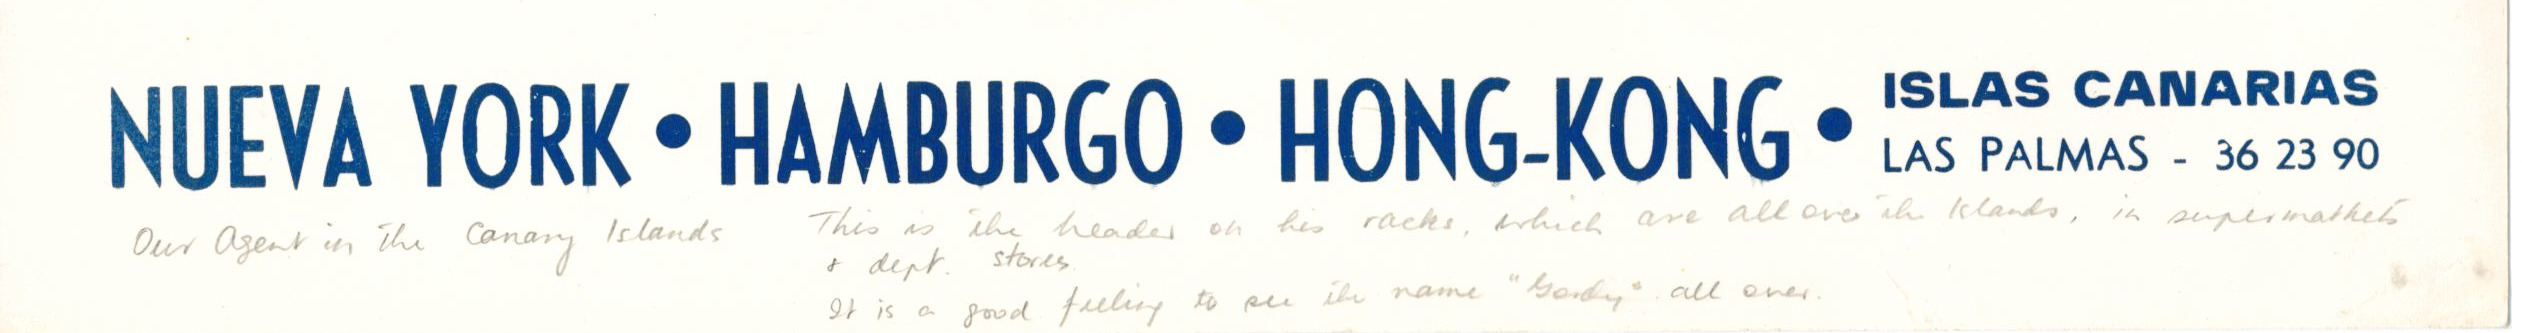 NUEVA YORK • HAMBURGO • HONG-KONG •
ISLAS CANARIAS
LAS PALMAS - 36 23 90
Our Agent in The Canary Islands
This is the header on his racks, which are all over the Islands, in supermarkets
& dept. stores.
It is a good feeling to see the name "Gordy" all over.